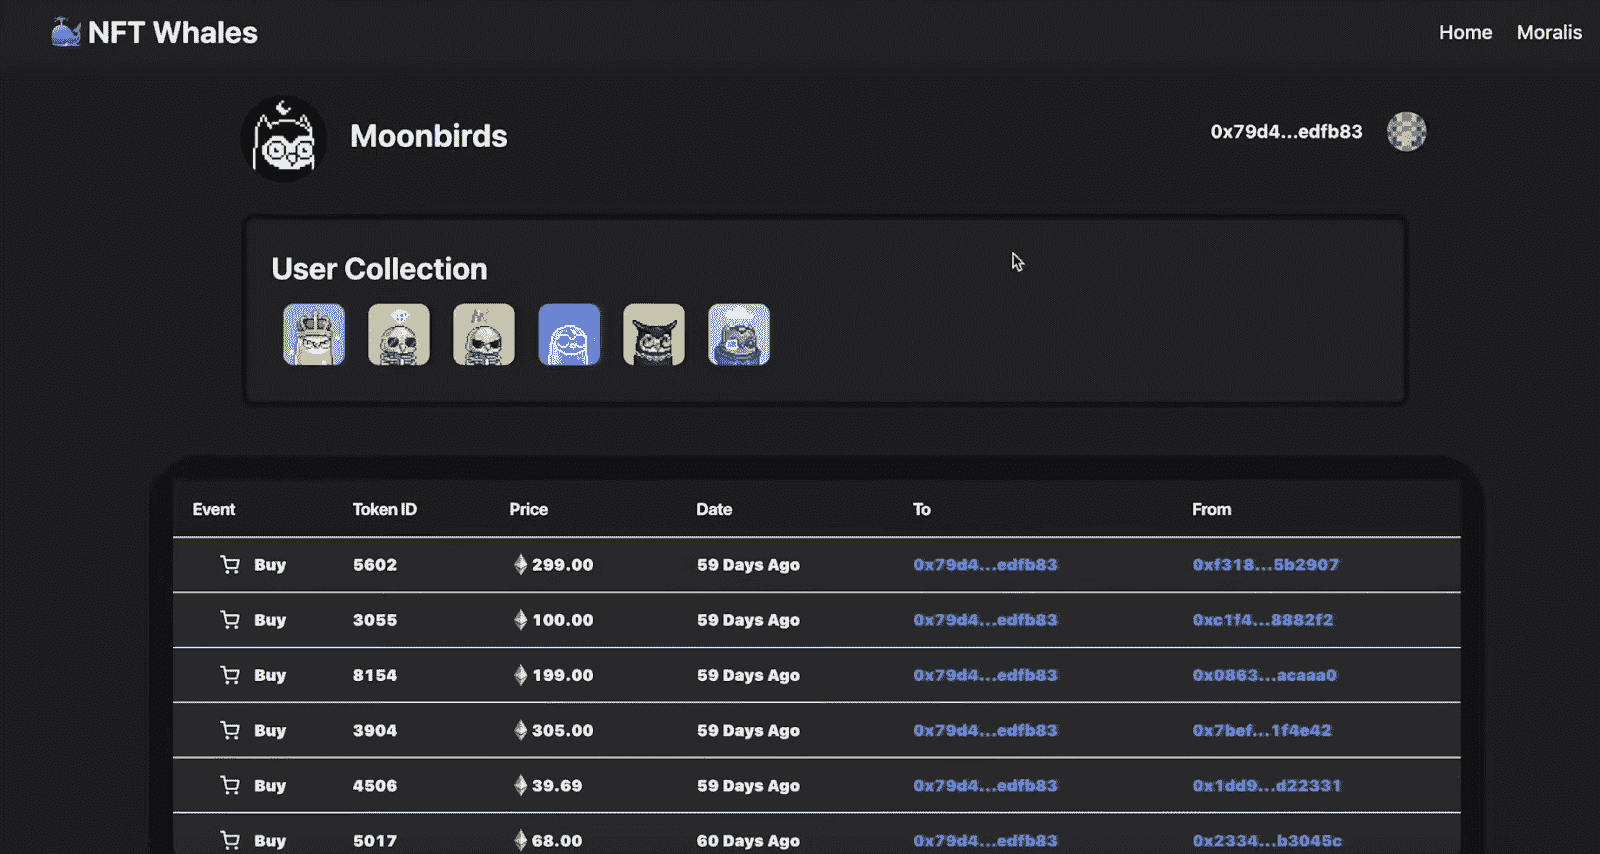 NFT Whales
Home Moralis
Moonbirds
0x79d4...edfb83
User Collection
Event Token ID Price Date To From
Buy 5602 299.00 59 Days Ago 0x79d4...edfb83 0xf318...5b2907
Buy 3055 100.00 59 Days Ago 0x79d4...edfb83 0xc1f4...8882f2
Buy 8154 199.00 59 Days Ago 0x79d4...edfb83 0x0863...acaaa0
Buy 3904 305.00 59 Days Ago 0x79d4...edfb83 0x7bef...1f4e42
Buy 4506 39.69 59 Days Ago 0x79d4...edfb83 0x1dd9...d22331
Buy 5017 68.00 60 Days Ago 0x79d4...edfb83 0x2334...b3045c